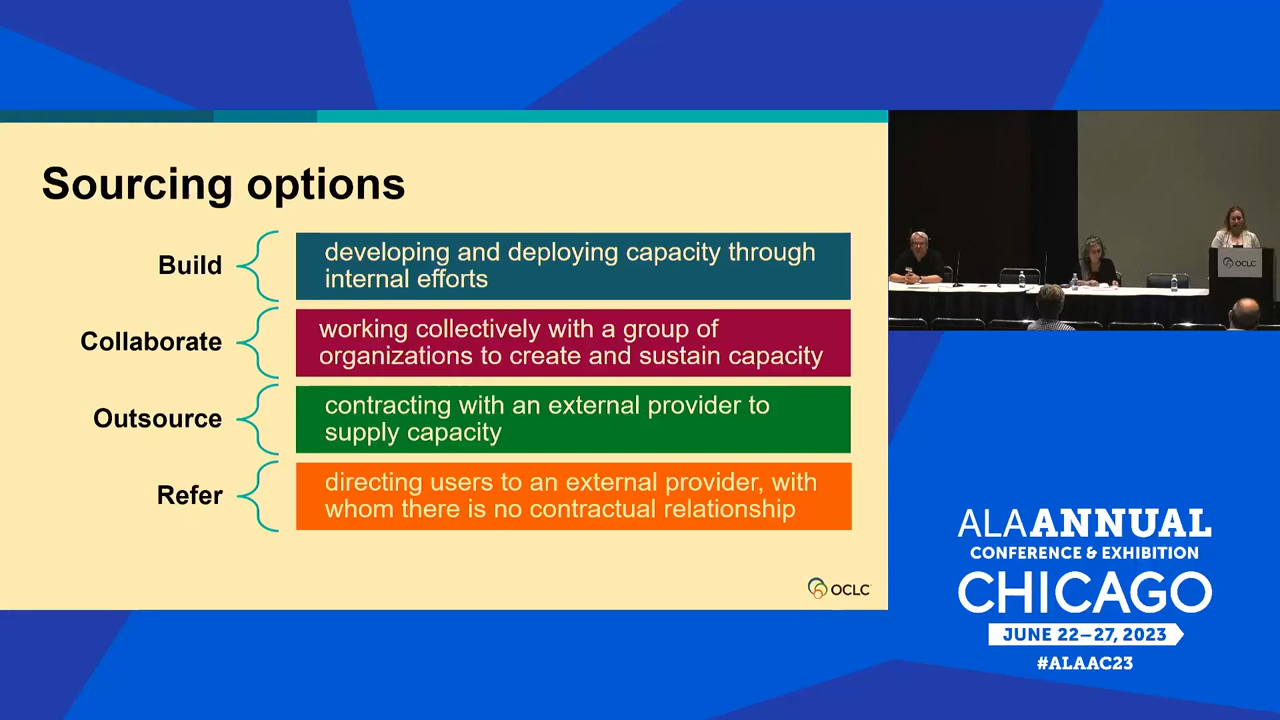 Sourcing options
Build
developing and deploying capacity through
internal efforts
Collaborate
working collectively with a group of
organizations to create and sustain capacity
Outsource
contracting with an external provider to
supply capacity
Refer
directing users to an external provider, with
whom there is no contractual relationship
OCLC
OCLC
ALA ANNUAL
CONFERENCE & EXHIBITION
CHICAGO
JUNE 22–27, 2023
#ALAAC23